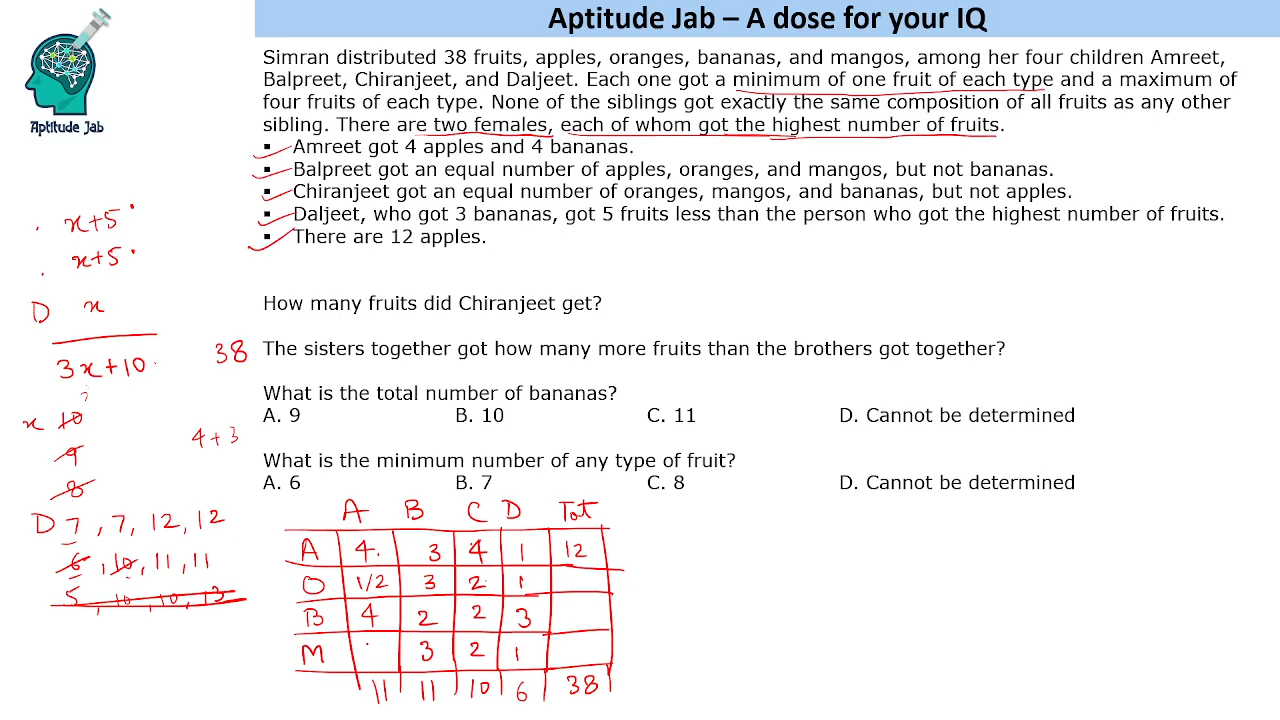 Aptitude Jab – A dose for your IQ
Aptitude Jab
Simran distributed 38 fruits, apples, oranges, bananas, and mangos, among her four children Amreet,
Balpreet, Chiranjeet, and Daljeet. Each one got a minimum of one fruit of each type and a maximum of
four fruits of each type. None of the siblings got exactly the same composition of all fruits as any other
sibling. There are two females, each of whom got the highest number of fruits.
▪ Amreet got 4 apples and 4 bananas.
▪ Balpreet got an equal number of apples, oranges, and mangos, but not bananas.
▪ Chiranjeet got an equal number of oranges, mangos, and bananas, but not apples.
▪ Daljeet, who got 3 bananas, got 5 fruits less than the person who got the highest number of fruits.
▪ There are 12 apples.
How many fruits did Chiranjeet get?
The sisters together got how many more fruits than the brothers got together?
What is the total number of bananas?
A. 9 B. 10 C. 11 D. Cannot be determined
What is the minimum number of any type of fruit?
A. 6 B. 7 C. 8 D. Cannot be determined
x+5
x+5
D x
3x+10 38
x 10
4+3
9
8
D 7, 7, 12, 12
6, 10, 11, 11
5, 10, 10, 13
A B C D Tot
A 4 3 4 1 12
O 1/2 3 2 1
B 4 2 2 3
M 3 2 1
11 11 10 6 38